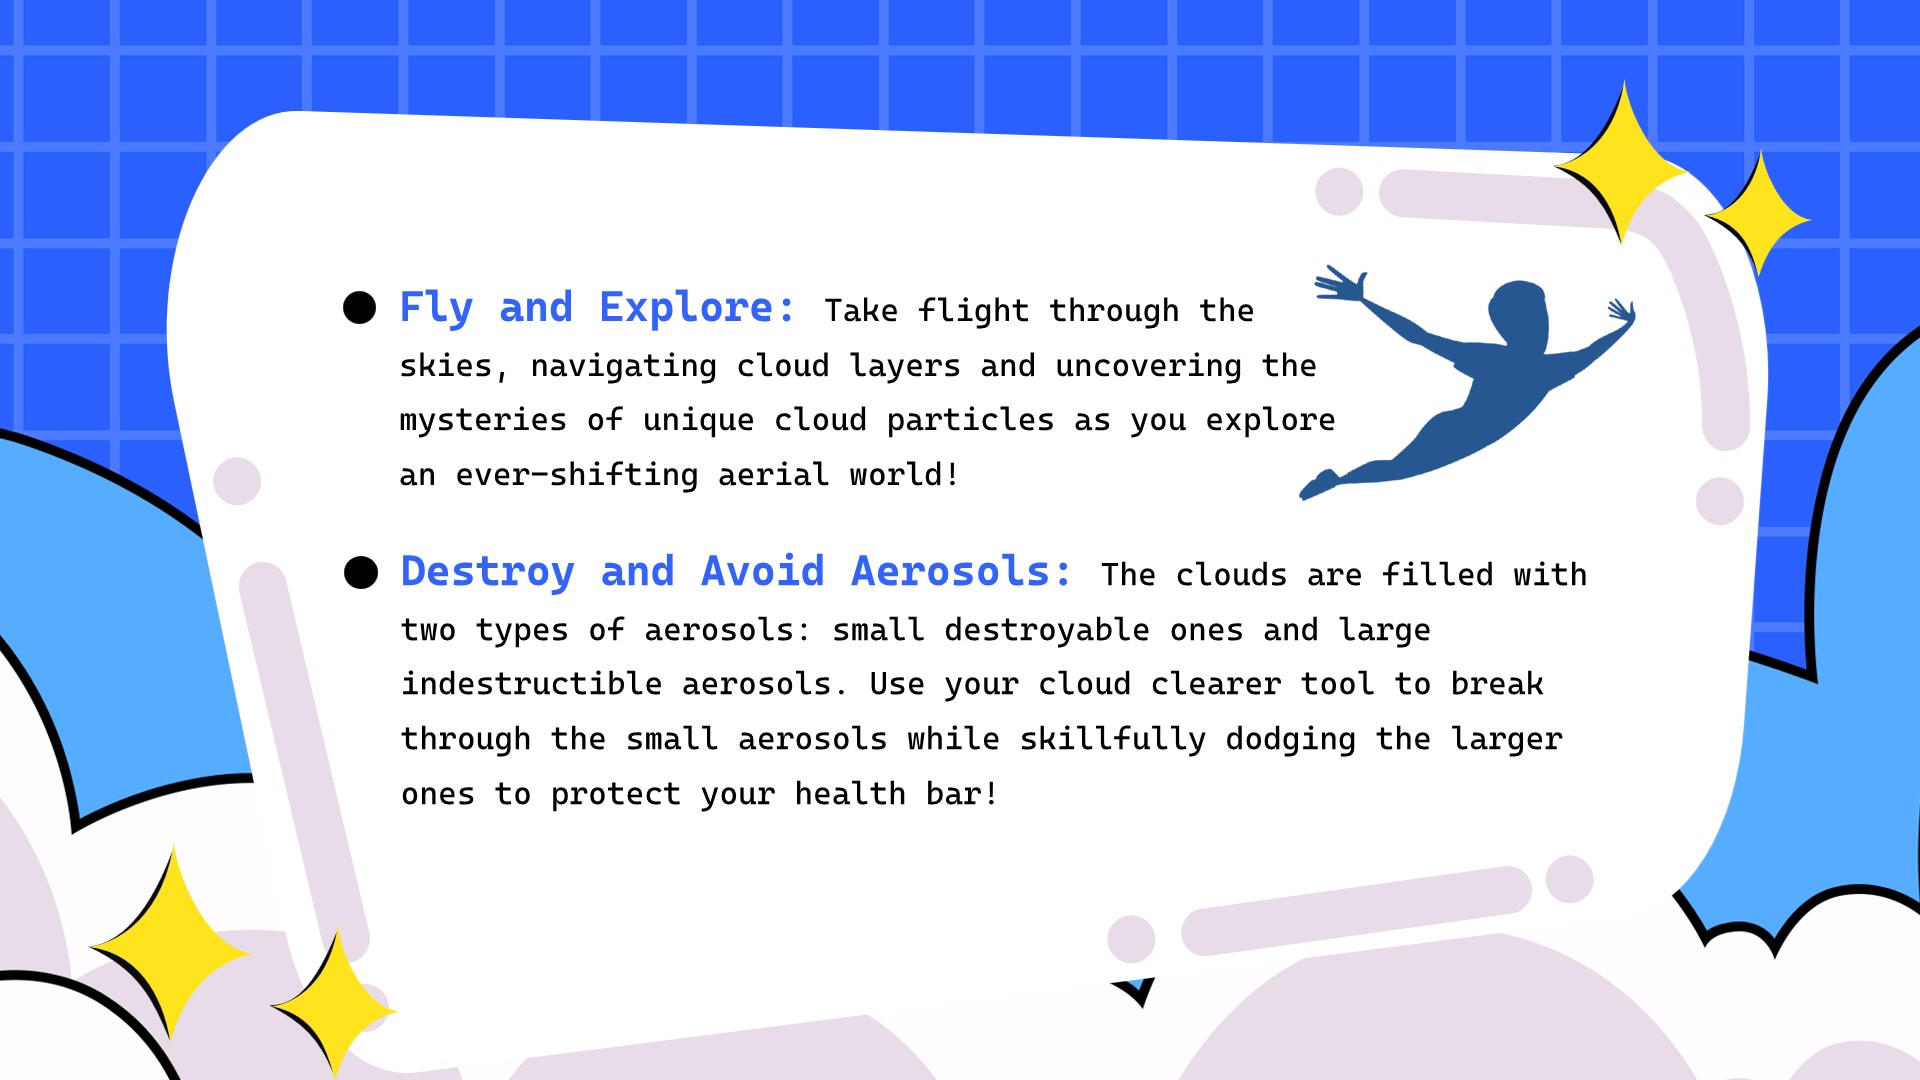 ● Fly and Explore: Take flight through the
skies, navigating cloud layers and uncovering the
mysteries of unique cloud particles as you explore
an ever-shifting aerial world!
● Destroy and Avoid Aerosols: The clouds are filled with
two types of aerosols: small destroyable ones and large
indestructible aerosols. Use your cloud clearer tool to break
through the small aerosols while skillfully dodging the larger
ones to protect your health bar!